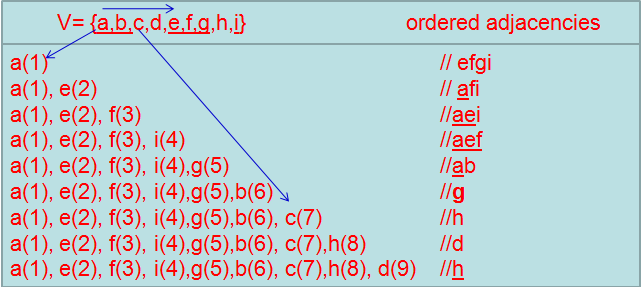 V= {a,b,c,d,e,f,g,h,i} ordered adjacencies
a(1) // efgi
a(1), e(2) // afi
a(1), e(2), f(3) //aei
a(1), e(2), f(3), i(4) //aef
a(1), e(2), f(3), i(4),g(5) //ab
a(1), e(2), f(3), i(4),g(5),b(6) //g
a(1), e(2), f(3), i(4),g(5),b(6), c(7) //h
a(1), e(2), f(3), i(4),g(5),b(6), c(7),h(8) //d
a(1), e(2), f(3), i(4),g(5),b(6), c(7),h(8), d(9) //h